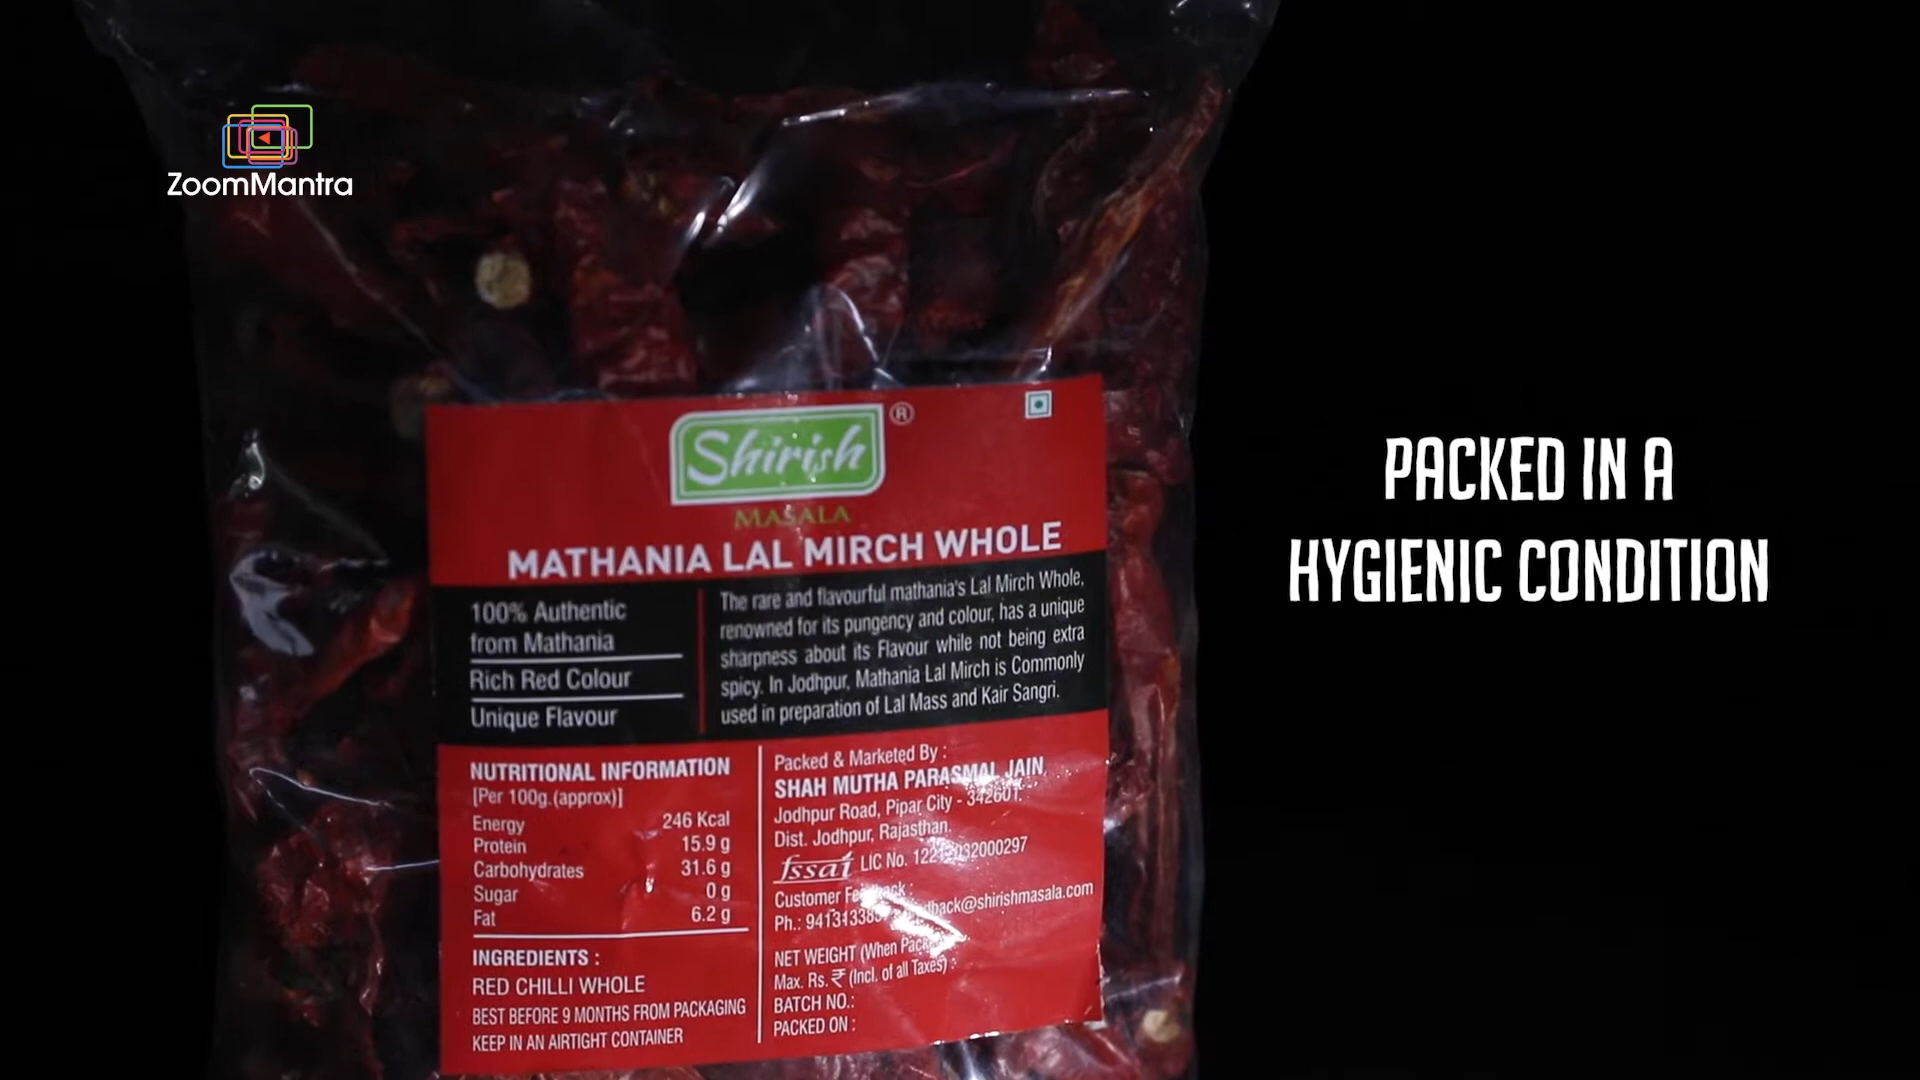 ZoomMantra
Shirish ®
MASALA
MATHANIA LAL MIRCH WHOLE
100% Authentic
from Mathania
Rich Red Colour
Unique Flavour
The rare and flavourful mathania's Lal Mirch Whole,
renowned for its pungency and colour, has a unique
sharpness about its Flavour while not being extra
spicy. In Jodhpur, Mathania Lal Mirch is Commonly
used in preparation of Lal Mass and Kair Sangri.
NUTRITIONAL INFORMATION
[Per 100g.(approx)]
Energy 246 Kcal
Protein 15.9 g
Carbohydrates 31.6 g
Sugar 0 g
Fat 6.2 g
INGREDIENTS :
RED CHILLI WHOLE
BEST BEFORE 9 MONTHS FROM PACKAGING
KEEP IN AN AIRTIGHT CONTAINER
Packed & Marketed By :
SHAH MUTHA PARASMAL JAIN
Jodhpur Road, Pipar City - 342601.
Dist. Jodhpur, Rajasthan.
fssai LIC No.
Customer :
Ph.:
NET WEIGHT (When
Max. Rs. ₹ (Incl. of all Taxes) :
BATCH NO.:
PACKED ON :
PACKED IN A
HYGIENIC CONDITION